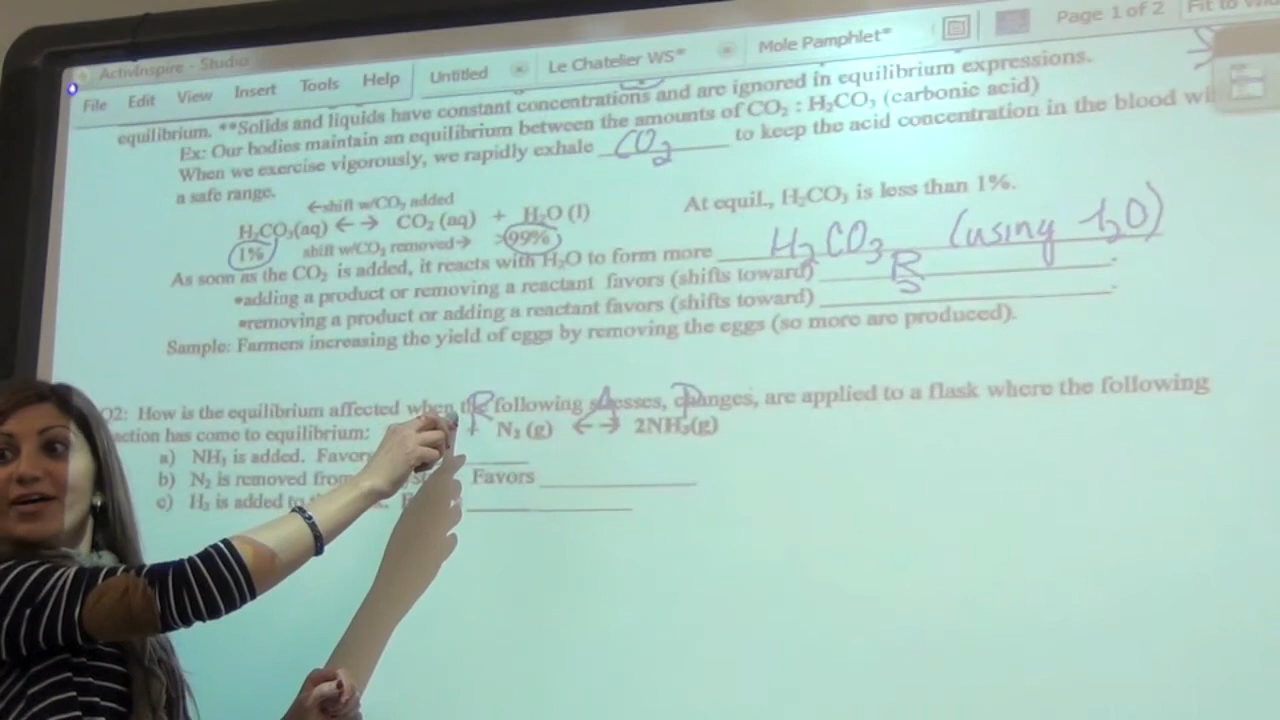 ActivInspire - Studio
File Edit View Insert Tools Help Untitled Le Chatelier WS* Mole Pamphlet* Page 1 of 2 Fit to
equilibrium. **Solids and liquids have constant concentrations and are ignored in equilibrium expressions.
Ex: Our bodies maintain an equilibrium between the amounts of CO₂ : H₂CO₃ (carbonic acid)
When we exercise vigorously, we rapidly exhale CO₂ to keep the acid concentration in the blood wi
a safe range.
←shift w/CO₂ added
At equil., H₂CO₃ is less than 1%.
H₂CO₃(aq) ←→ CO₂ (aq) + H₂O (l)
1% shift w/CO₂ removed→ >99%
As soon as the CO₂ is added, it reacts with H₂O to form more H₂CO₃ (using H₂O)
•adding a product or removing a reactant favors (shifts toward) R.
•removing a product or adding a reactant favors (shifts toward) .
Sample: Farmers increasing the yield of eggs by removing the eggs (so more are produced).
R A P
Q2: How is the equilibrium affected when the following stresses, changes, are applied to a flask where the following
action has come to equilibrium: + N₂ (g) ←→ 2NH₃(g)
a) NH₃ is added. Favors
b) N₂ is removed from Favors
c) H₂ is added to